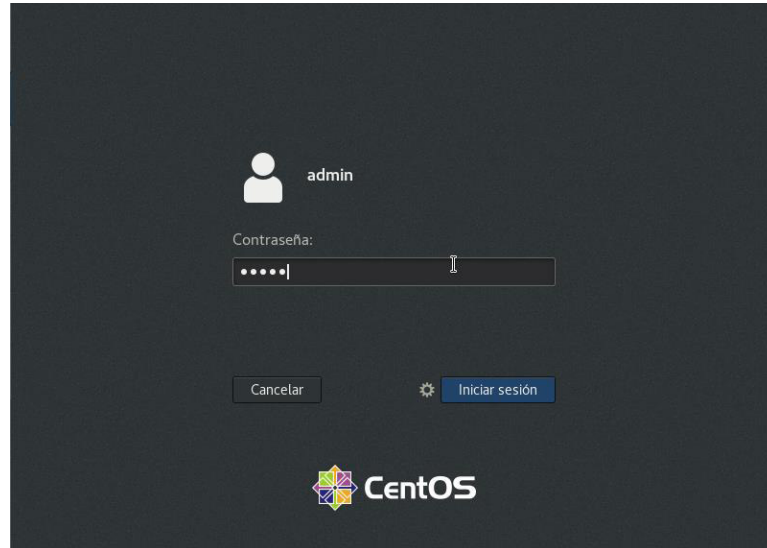 admin
Contraseña:
•••••
Cancelar
Iniciar sesión
CentOS